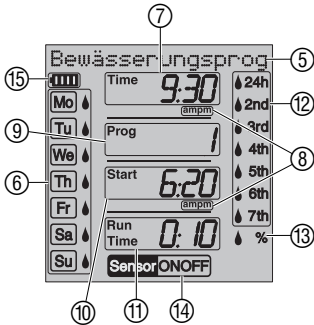 ⑦
Bewässerungsprog ⑤
⑮ Time 9:30 24h
Mo ampm 2nd ⑫
Tu ⑨ Prog 1 3rd ⑧
We 4th
⑥ Th Start 6:20 5th
Fr ampm 6th
Sa Run Time 0:10 7th
Su % ⑬
Sensor ONOFF
⑩ ⑪ ⑭